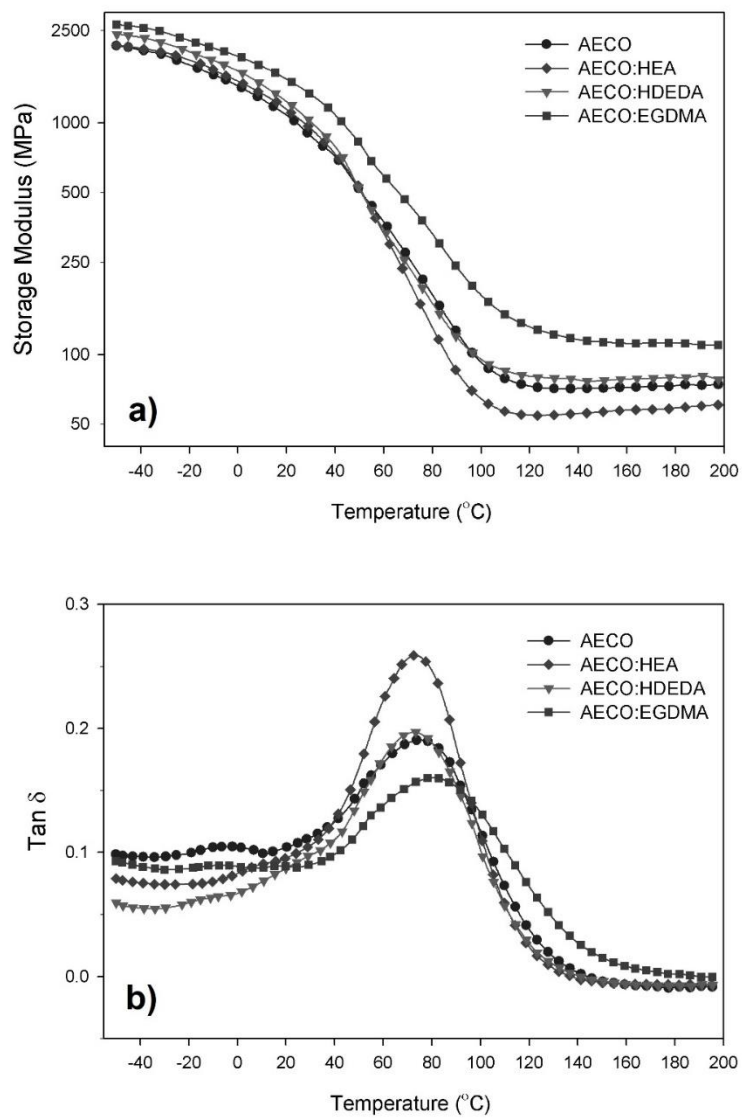 2500
1000
500
250
100
50
Storage Modulus (MPa)
AECO
AECO:HEA
AECO:HDEDA
AECO:EGDMA
a)
-40 -20 0 20 40 60 80 100 120 140 160 180 200
Temperature (°C)
0.3
0.2
0.1
0.0
Tan δ
AECO
AECO:HEA
AECO:HDEDA
AECO:EGDMA
b)
-40 -20 0 20 40 60 80 100 120 140 160 180 200
Temperature (°C)